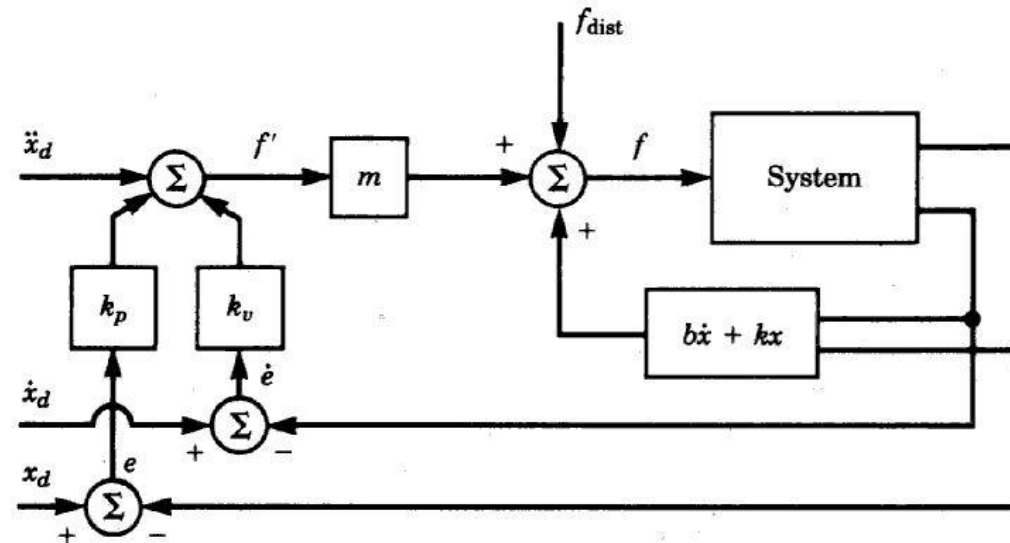 f_dist
ẍ_d
Σ
f′
m
+
Σ
f
System
+
k_p
k_v
bẋ + kx
ė
ẋ_d
Σ
+
−
x_d
e
Σ
+
−